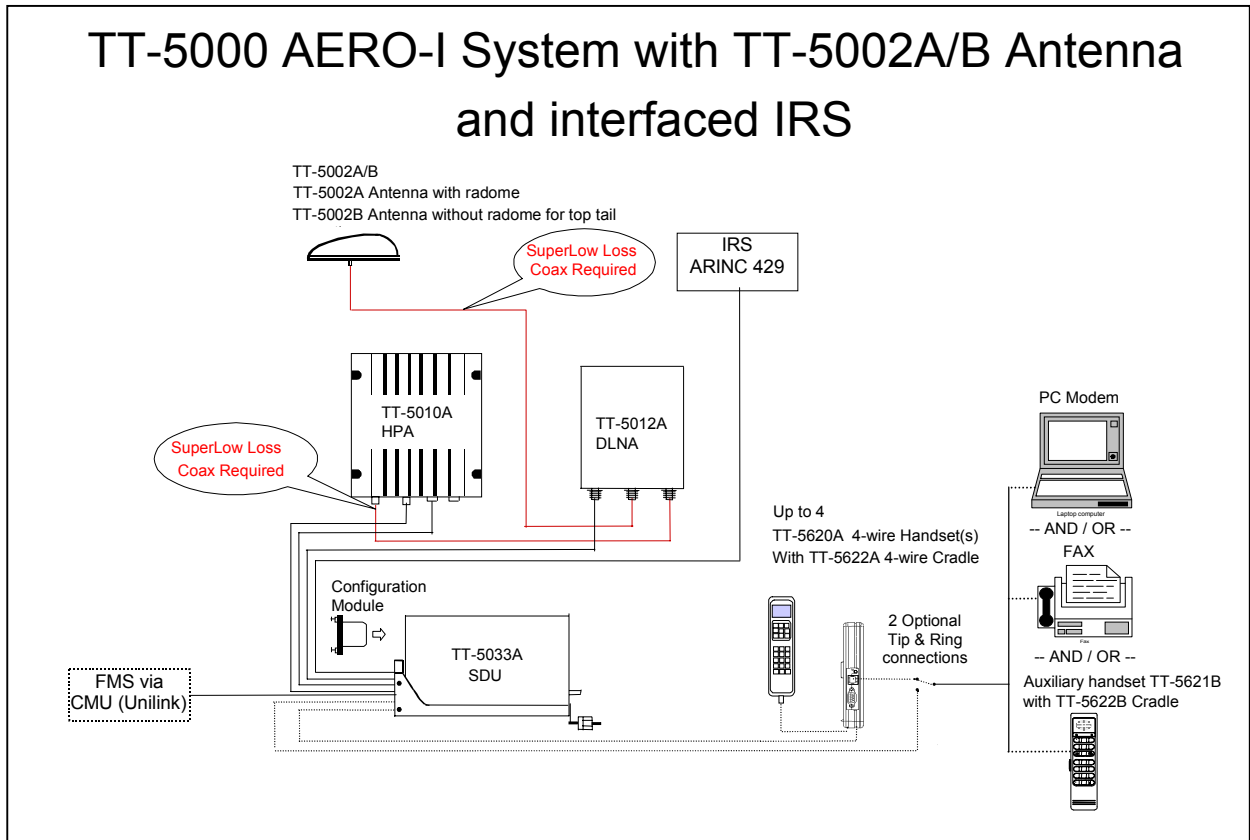 TT-5000 AERO-I System with TT-5002A/B Antenna
and interfaced IRS
TT-5002A/B
TT-5002A Antenna with radome
TT-5002B Antenna without radome for top tail
SuperLow Loss
Coax Required
IRS
ARINC 429
TT-5010A
HPA
TT-5012A
DLNA
SuperLow Loss
Coax Required
PC Modem
Laptop computer
-- AND / OR --
FAX
Fax
-- AND / OR --
Auxiliary handset TT-5621B
with TT-5622B Cradle
Up to 4
TT-5620A 4-wire Handset(s)
With TT-5622A 4-wire Cradle
2 Optional
Tip & Ring
connections
Configuration
Module
TT-5033A
SDU
FMS via
CMU (Unilink)